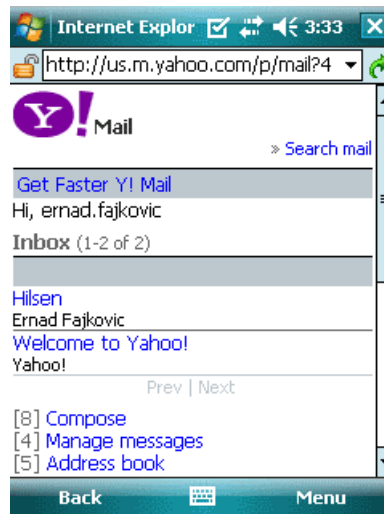 Internet Explor 3:33
http://us.m.yahoo.com/p/mail?4
Y! Mail
» Search mail
Get Faster Y! Mail
Hi, ernad.fajkovic
Inbox (1-2 of 2)
Hilsen
Ernad Fajkovic
Welcome to Yahoo!
Yahoo!
Prev | Next
[8] Compose
[4] Manage messages
[5] Address book
Back Menu